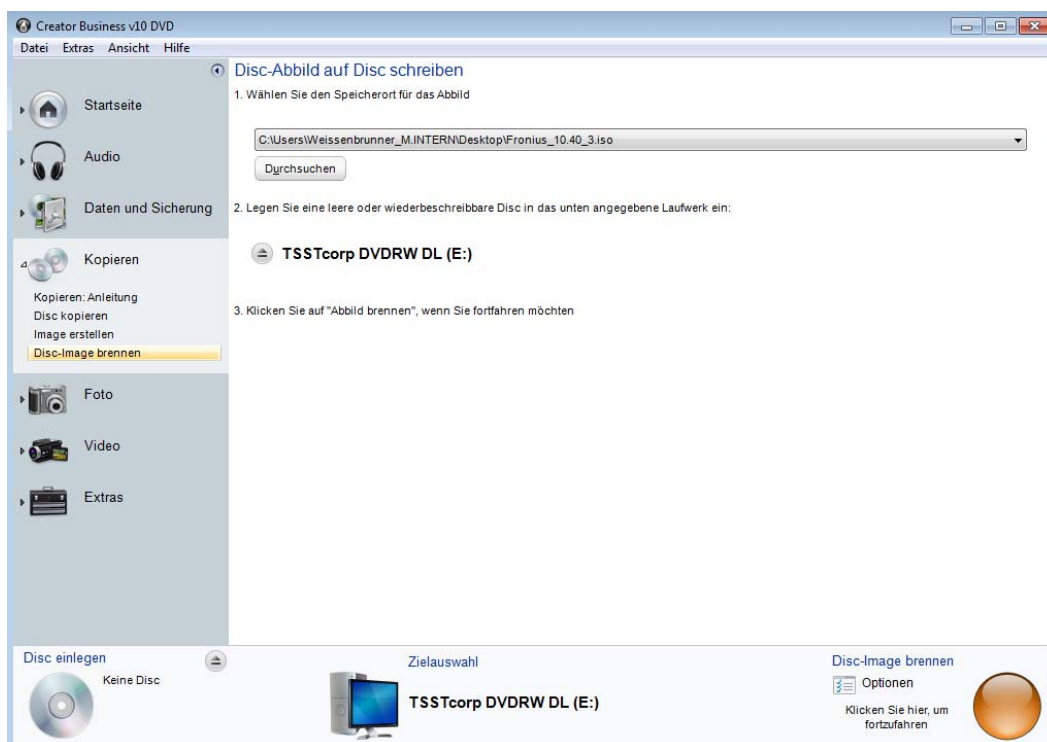 Creator Business v10 DVD
Datei Extras Ansicht Hilfe
Startseite
Audio
Daten und Sicherung
Kopieren
Kopieren: Anleitung
Disc kopieren
Image erstellen
Disc-Image brennen
Foto
Video
Extras
Disc-Abbild auf Disc schreiben
1. Wählen Sie den Speicherort für das Abbild
C:\Users\Weissenbrunner_M.INTERN\Desktop\Fronius_10.40_3.iso
Durchsuchen
2. Legen Sie eine leere oder wiederbeschreibbare Disc in das unten angegebene Laufwerk ein:
TSSTcorp DVDRW DL (E:)
3. Klicken Sie auf "Abbild brennen", wenn Sie fortfahren möchten
Disc einlegen
Keine Disc
Zielauswahl
TSSTcorp DVDRW DL (E:)
Disc-Image brennen
Optionen
Klicken Sie hier, um
fortzufahren